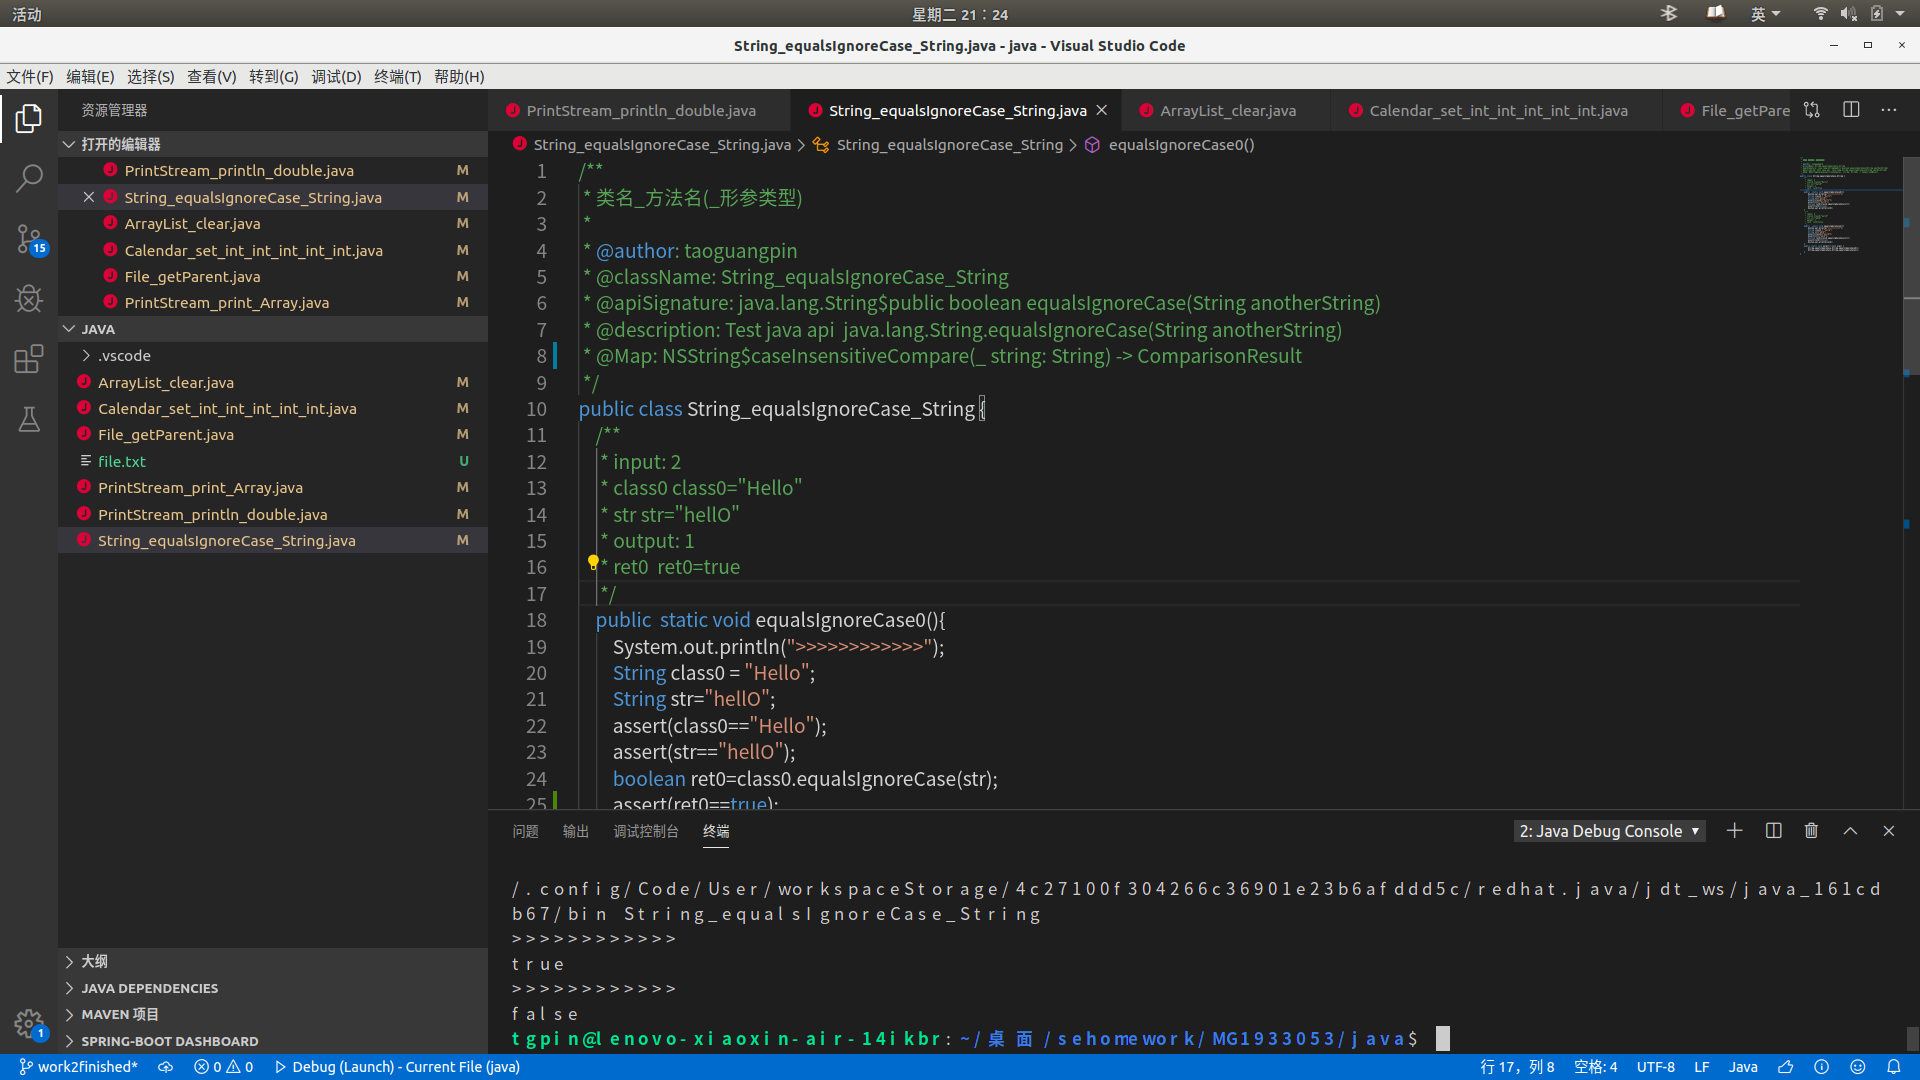 活动
星期二 21：24
英
String_equalsIgnoreCase_String.java - java - Visual Studio Code
文件(F) 编辑(E) 选择(S) 查看(V) 转到(G) 调试(D) 终端(T) 帮助(H)
资源管理器
打开的编辑器
PrintStream_println_double.java M
String_equalsIgnoreCase_String.java M
ArrayList_clear.java M
Calendar_set_int_int_int_int_int.java M
File_getParent.java M
PrintStream_print_Array.java M
JAVA
.vscode
ArrayList_clear.java M
Calendar_set_int_int_int_int_int.java M
File_getParent.java M
file.txt U
PrintStream_print_Array.java M
PrintStream_println_double.java M
String_equalsIgnoreCase_String.java M
大纲
JAVA DEPENDENCIES
MAVEN 项目
SPRING-BOOT DASHBOARD
15
1
PrintStream_println_double.java String_equalsIgnoreCase_String.java ArrayList_clear.java Calendar_set_int_int_int_int_int.java File_getPare
String_equalsIgnoreCase_String.java > String_equalsIgnoreCase_String > equalsIgnoreCase0()
1 /**
2 * 类名_方法名(_形参类型)
3 *
4 * @author: taoguangpin
5 * @className: String_equalsIgnoreCase_String
6 * @apiSignature: java.lang.String$public boolean equalsIgnoreCase(String anotherString)
7 * @description: Test java api  java.lang.String.equalsIgnoreCase(String anotherString)
8 * @Map: NSString$caseInsensitiveCompare(_ string: String) -> ComparisonResult
9 */
10 public class String_equalsIgnoreCase_String {
11 /**
12 * input: 2
13 * class0 class0="Hello"
14 * str str="hellO"
15 * output: 1
16 * ret0  ret0=true
17 */
18 public  static void equalsIgnoreCase0(){
19 System.out.println(">>>>>>>>>>>>");
20 String class0 = "Hello";
21 String str="hellO";
22 assert(class0=="Hello");
23 assert(str=="hellO");
24 boolean ret0=class0.equalsIgnoreCase(str);
25 assert(ret0==true);
问题 输出 调试控制台 终端
2: Java Debug Console
/.config/Code/User/workspaceStorage/4c27100f304266c36901e23b6afddd5c/redhat.java/jdt_ws/java_161cd
b67/bin String_equalsIgnoreCase_String
>>>>>>>>>>>>
true
>>>>>>>>>>>>
false
tgpin@lenovo-xiaoxin-air-14ikbr:~/桌面/sehomework/MG1933053/java$
work2finished* 0 0 Debug (Launch) - Current File (java) 行 17，列 8 空格: 4 UTF-8 LF Java